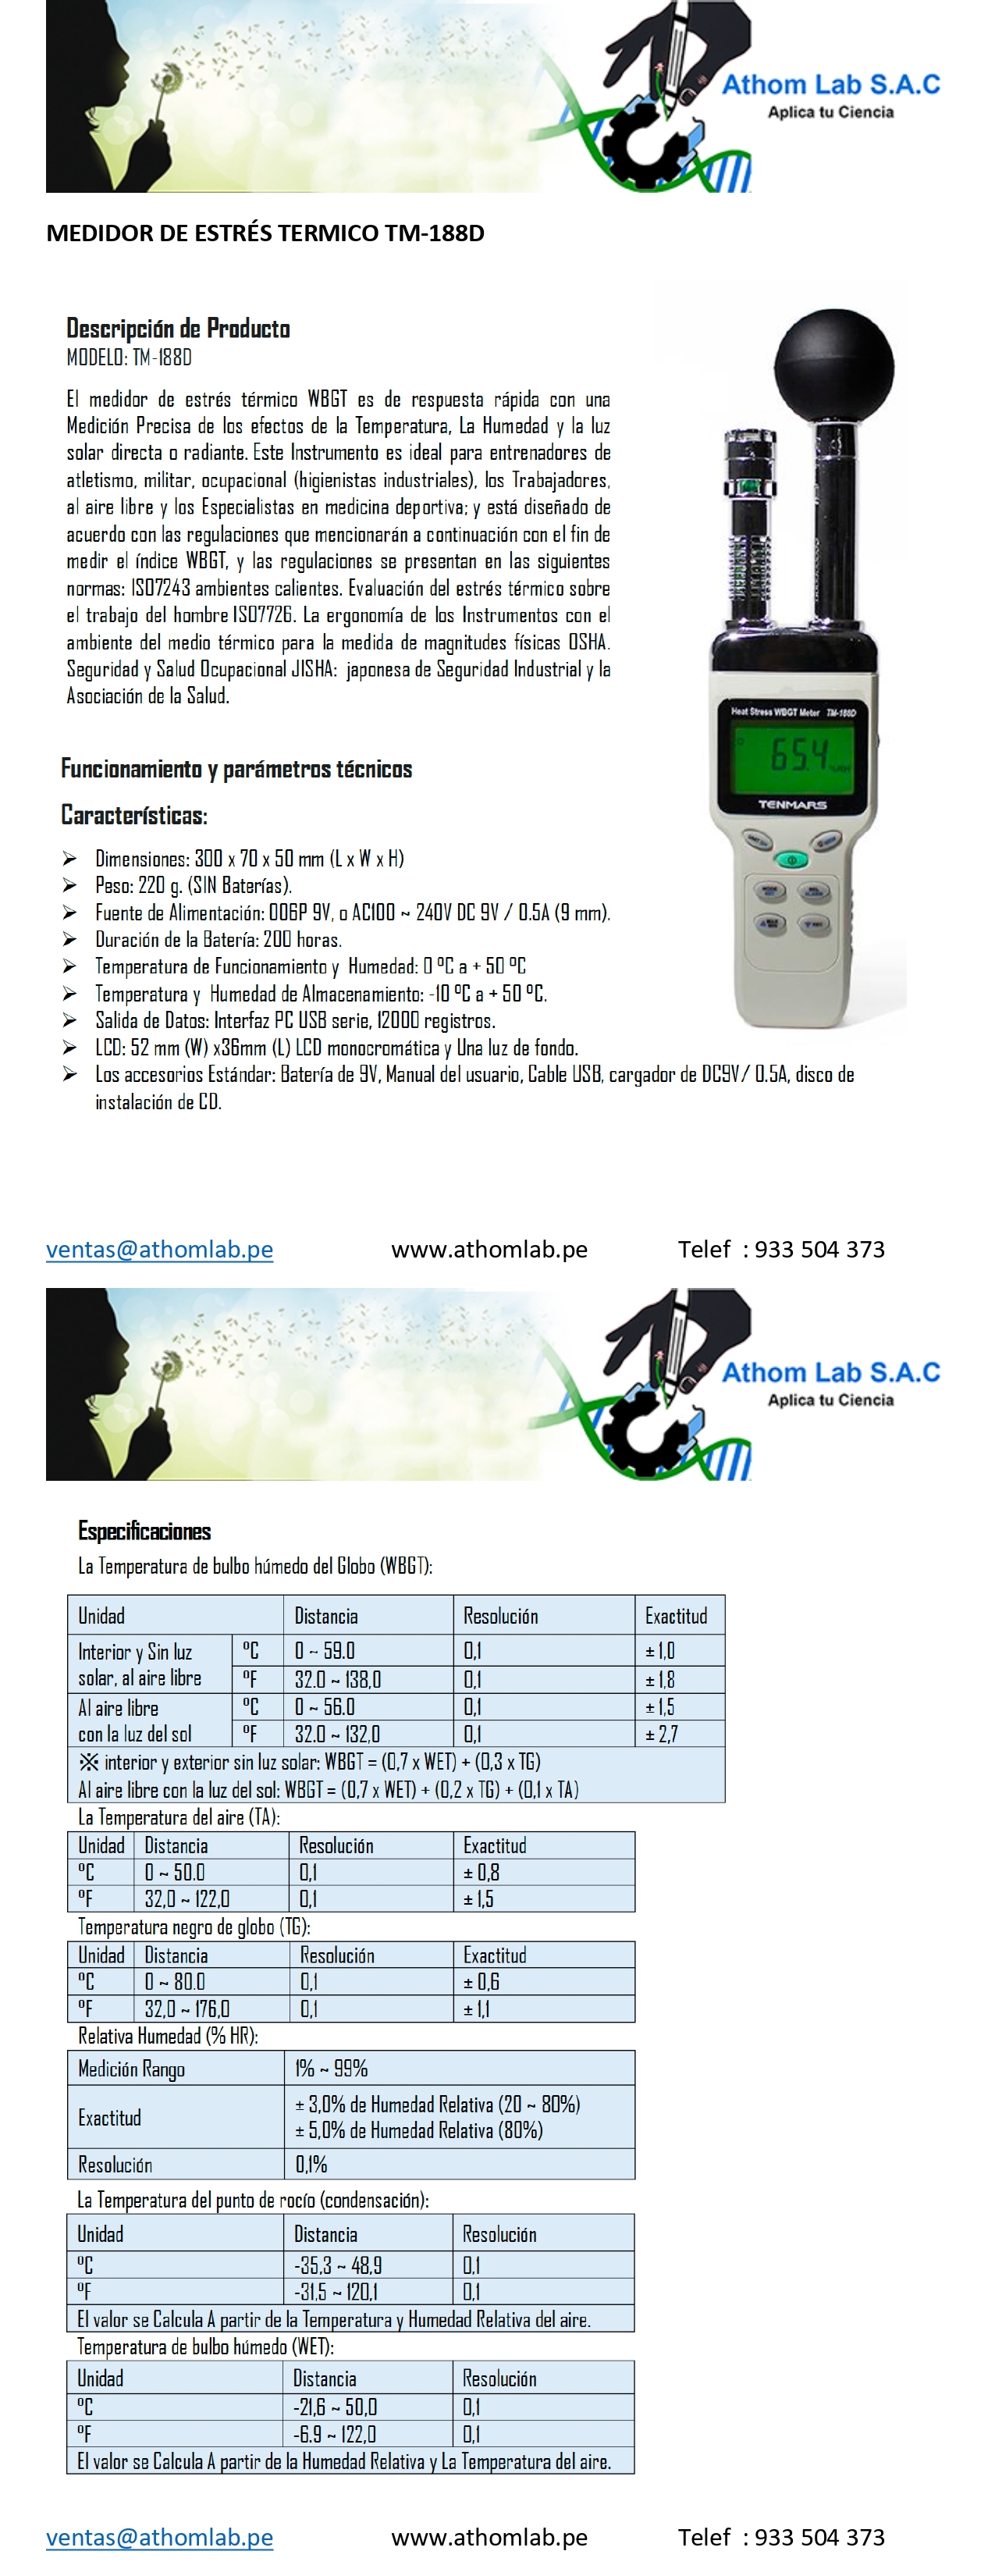 Athom Lab S.A.C
Aplica tu Ciencia
MEDIDOR DE ESTRÉS TERMICO TM-188D
Descripción de Producto
MODELO: TM-188D
El medidor de estrés térmico WBGT es de respuesta rápida con una
Medición Precisa de los efectos de la Temperatura, La Humedad y la luz
solar directa o radiante. Este Instrumento es ideal para entrenadores de
atletismo, militar, ocupacional (higienistas industriales), los Trabajadores,
al aire libre y los Especialistas en medicina deportiva; y está diseñado de
acuerdo con las regulaciones que mencionarán a continuación con el fin de
medir el índice WBGT, y las regulaciones se presentan en las siguientes
normas: ISO7243 ambientes calientes. Evaluación del estrés térmico sobre
el trabajo del hombre ISO7726. La ergonomía de los Instrumentos con el
ambiente del medio térmico para la medida de magnitudes físicas OSHA.
Seguridad y Salud Ocupacional JISHA: japonesa de Seguridad Industrial y la
Asociación de la Salud.
Heat Stress WBGT Meter TM-188D
65.4 %RH
TENMARS
Funcionamiento y parámetros técnicos
Características:
➢ Dimensiones: 300 x 70 x 50 mm (L x W x H)
➢ Peso: 220 g. (SIN Baterías).
➢ Fuente de Alimentación: 006P 9V, o AC100 ~ 240V DC 9V / 0.5A (9 mm).
➢ Duración de la Batería: 200 horas.
➢ Temperatura de Funcionamiento y Humedad: 0 ºC a + 50 ºC
➢ Temperatura y Humedad de Almacenamiento: -10 ºC a + 50 ºC.
➢ Salida de Datos: Interfaz PC USB serie, 12000 registros.
➢ LCD: 52 mm (W) x36mm (L) LCD monocromática y Una luz de fondo.
➢ Los accesorios Estándar: Batería de 9V, Manual del usuario, Cable USB, cargador de DC9V/ 0.5A, disco de
instalación de CD.
ventas@athomlab.pe www.athomlab.pe Telef : 933 504 373
Athom Lab S.A.C
Aplica tu Ciencia
Especificaciones
La Temperatura de bulbo húmedo del Globo (WBGT):
Unidad Distancia Resolución Exactitud
Interior y Sin luz solar, al aire libre ºC 0 ~ 59.0 0,1 ± 1,0
ºF 32.0 ~ 138,0 0,1 ± 1,8
Al aire libre con la luz del sol ºC 0 ~ 56.0 0,1 ± 1,5
ºF 32.0 ~ 132,0 0,1 ± 2,7
※ interior y exterior sin luz solar: WBGT = (0,7 x WET) + (0,3 x TG)
Al aire libre con la luz del sol: WBGT = (0,7 x WET) + (0,2 x TG) + (0,1 x TA)
La Temperatura del aire (TA):
Unidad Distancia Resolución Exactitud
ºC 0 ~ 50.0 0,1 ± 0,8
ºF 32,0 ~ 122,0 0,1 ± 1,5
Temperatura negro de globo (TG):
Unidad Distancia Resolución Exactitud
ºC 0 ~ 80.0 0,1 ± 0,6
ºF 32,0 ~ 176,0 0,1 ± 1,1
Relativa Humedad (% HR):
Medición Rango 1% ~ 99%
Exactitud ± 3,0% de Humedad Relativa (20 ~ 80%)
± 5,0% de Humedad Relativa (80%)
Resolución 0,1%
La Temperatura del punto de rocío (condensación):
Unidad Distancia Resolución
ºC -35,3 ~ 48,9 0,1
ºF -31,5 ~ 120,1 0,1
El valor se Calcula A partir de la Temperatura y Humedad Relativa del aire.
Temperatura de bulbo húmedo (WET):
Unidad Distancia Resolución
ºC -21,6 ~ 50,0 0,1
ºF -6.9 ~ 122,0 0,1
El valor se Calcula A partir de la Humedad Relativa y La Temperatura del aire.
ventas@athomlab.pe www.athomlab.pe Telef : 933 504 373